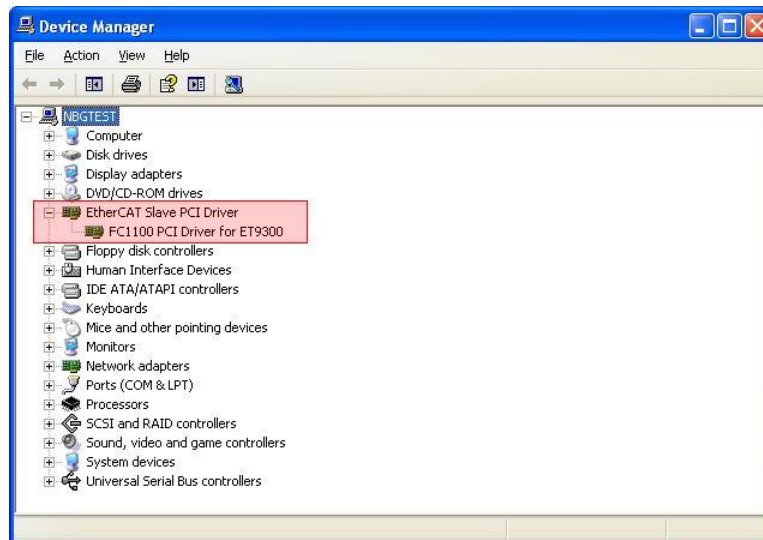 Device Manager
File Action View Help
NBGTEST
Computer
Disk drives
Display adapters
DVD/CD-ROM drives
EtherCAT Slave PCI Driver
FC1100 PCI Driver for ET9300
Floppy disk controllers
Human Interface Devices
IDE ATA/ATAPI controllers
Keyboards
Mice and other pointing devices
Monitors
Network adapters
Ports (COM & LPT)
Processors
SCSI and RAID controllers
Sound, video and game controllers
System devices
Universal Serial Bus controllers